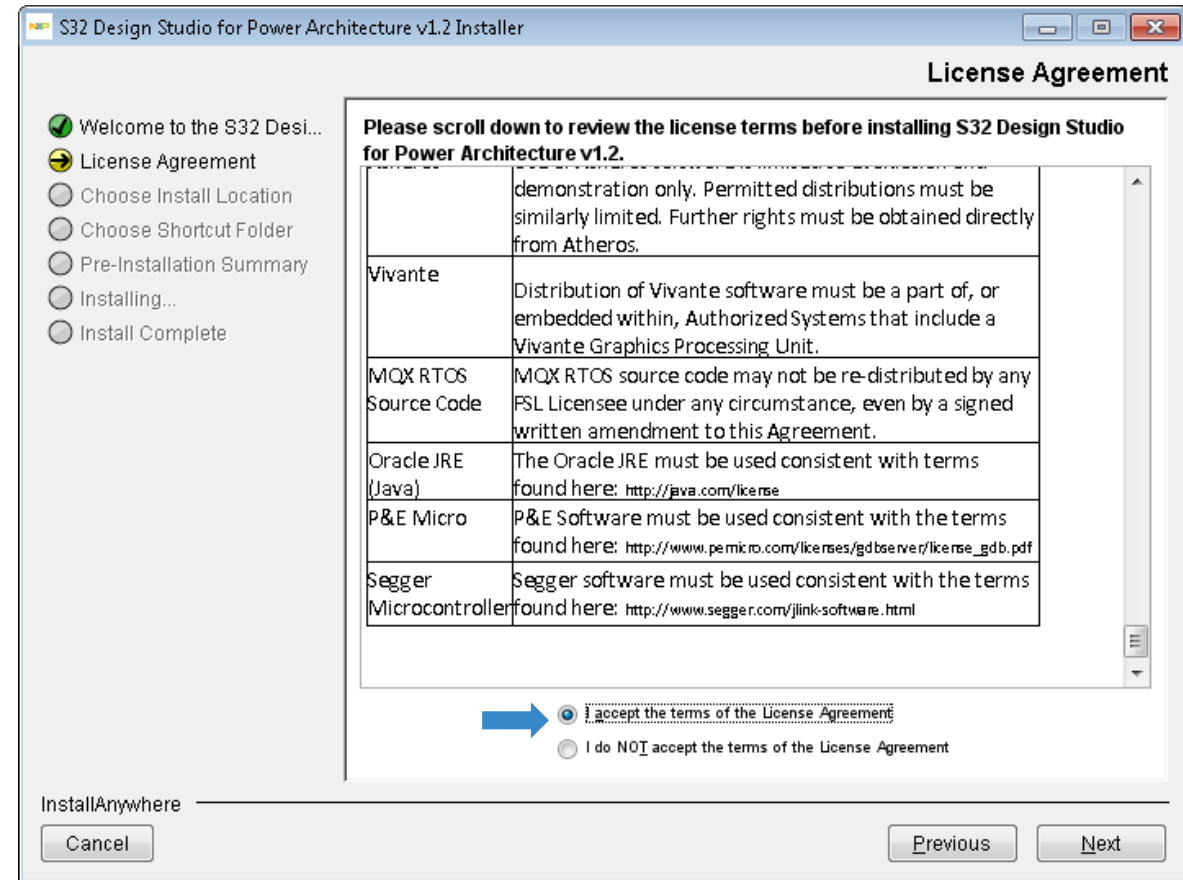 NXP S32 Design Studio for Power Architecture v1.2 Installer
License Agreement
Welcome to the S32 Desi...
License Agreement
Choose Install Location
Choose Shortcut Folder
Pre-Installation Summary
Installing...
Install Complete
Please scroll down to review the license terms before installing S32 Design Studio
for Power Architecture v1.2.
demonstration only. Permitted distributions must be
similarly limited. Further rights must be obtained directly
from Atheros.
Vivante
Distribution of Vivante software must be a part of, or
embedded within, Authorized Systems that include a
Vivante Graphics Processing Unit.
MQX RTOS MQX RTOS source code may not be re-distributed by any
Source Code FSL Licensee under any circumstance, even by a signed
written amendment to this Agreement.
Oracle JRE The Oracle JRE must be used consistent with terms
(Java) found here: http://java.com/license
P&E Micro P&E Software must be used consistent with the terms
found here: http://www.pemicro.com/licenses/gdbserver/license_gdb.pdf
Segger Segger software must be used consistent with the terms
Microcontroller found here: http://www.segger.com/jlink-software.html
I accept the terms of the License Agreement
I do NOT accept the terms of the License Agreement
InstallAnywhere
Cancel
Previous
Next